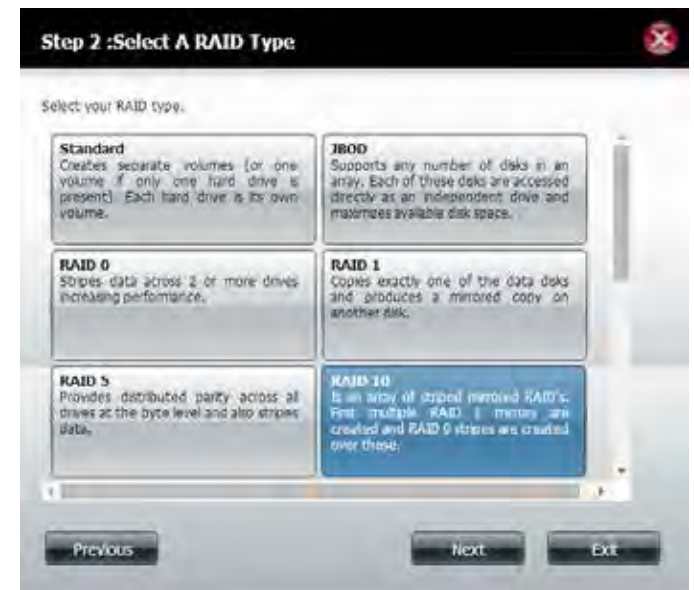 Step 2 :Select A RAID Type
Select your RAID type.
Standard
Creates separate volumes [or one
volume if only one hard drive is
present]. Each hard drive is its own
volume.
JBOD
Supports any number of disks in an
array. Each of these disks are accessed
directly as an independent drive and
maximizes available disk space.
RAID 0
Stripes data across 2 or more drives
increasing performance.
RAID 1
Copies exactly one of the data disks
and produces a mirrored copy on
another disk.
RAID 5
Provides distributed parity across all
drives at the byte level and also stripes
data.
RAID 10
Is an array of striped mirrored RAID's.
First multiple RAID 1 mirrors are
created and RAID 0 stripes are created
over these.
Previous
Next
Exit